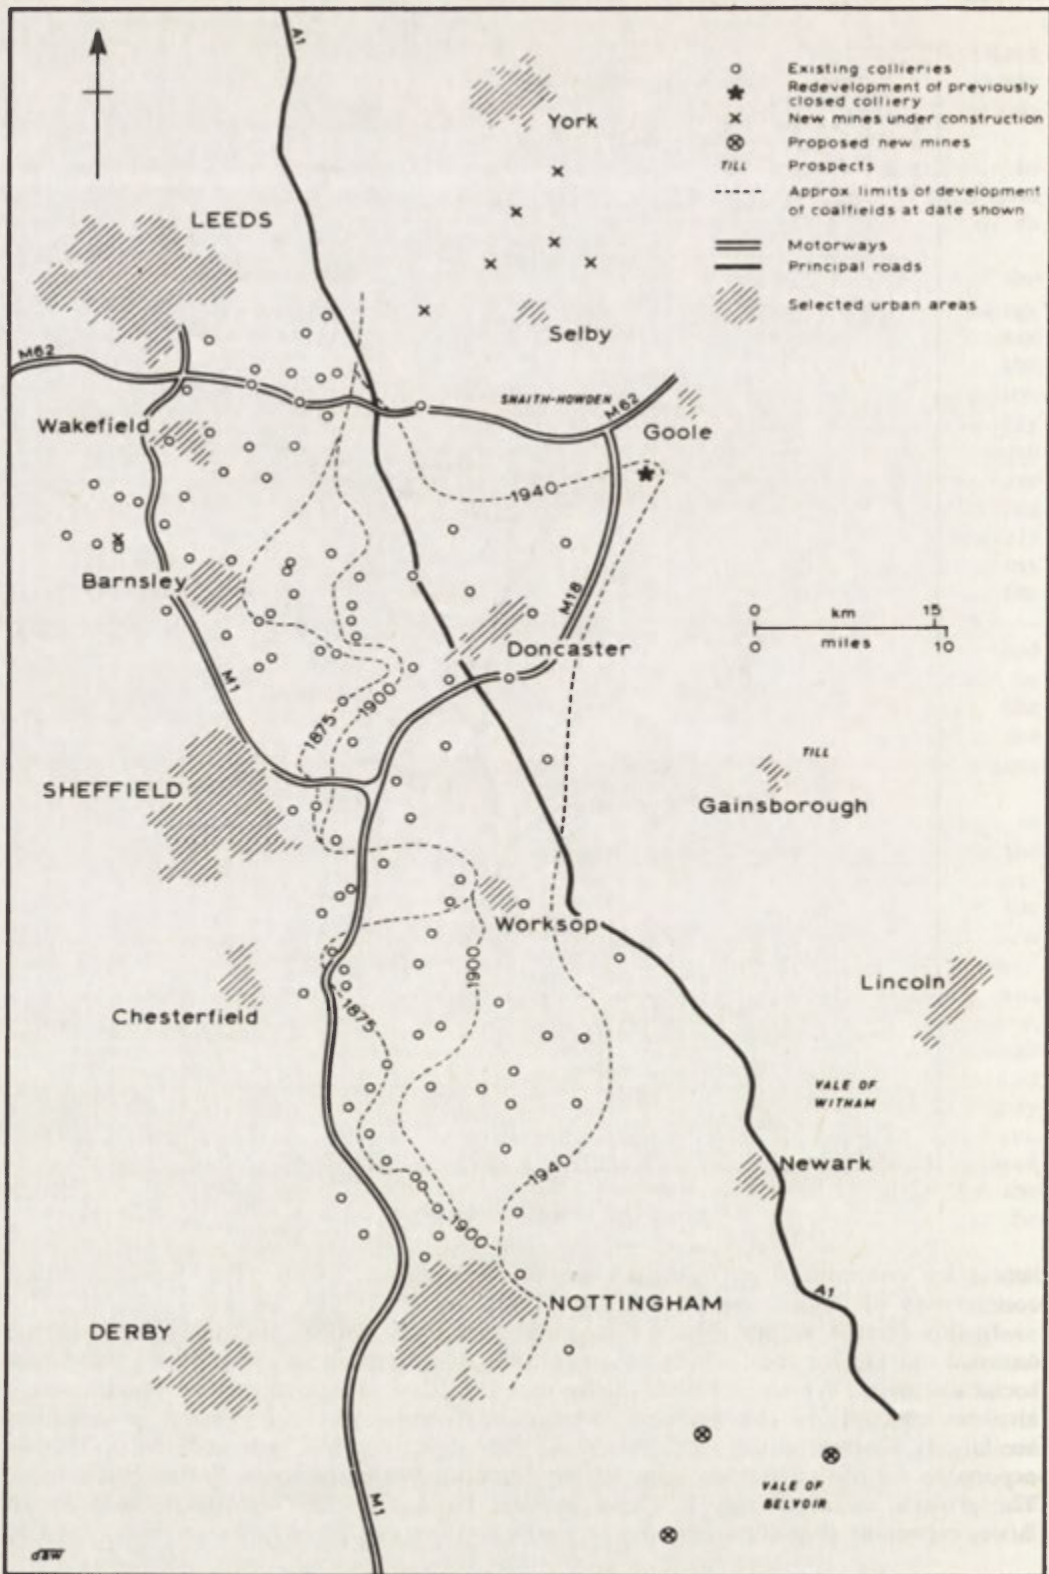 A1
York
LEEDS
Selby
M62
SNAITH-HOWDEN
M62
Goole
Wakefield
1940
Barnsley
M18
Doncaster
M1
1900
1875
SHEFFIELD
TILL
Gainsborough
Worksop
1900
Lincoln
Chesterfield
1875
VALE OF
WITHAM
Newark
1940
1900
A1
NOTTINGHAM
DERBY
VALE OF
BELVOIR
M1
daw
Existing collieries
Redevelopment of previously
closed colliery
New mines under construction
Proposed new mines
TILL Prospects
Approx limits of development
of coalfields at date shown
Motorways
Principal roads
Selected urban areas
0 km 15
0 miles 10